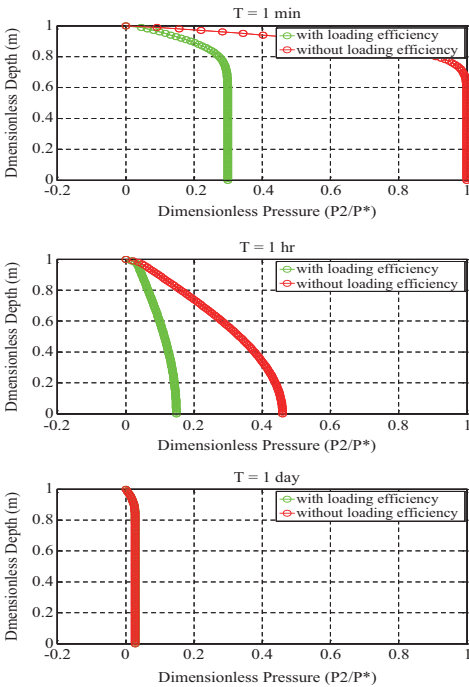 T = 1 min
with loading efficiency
without loading efficiency
1
0.8
0.6
0.4
0.2
0
Dmensionless Depth (m)
-0.2 0 0.2 0.4 0.6 0.8 1
Dimensionless Pressure (P2/P*)
T = 1 hr
with loading efficiency
without loading efficiency
1
0.8
0.6
0.4
0.2
0
Dmensionless Depth (m)
-0.2 0 0.2 0.4 0.6 0.8 1
Dimensionless Pressure (P2/P*)
T = 1 day
with loading efficiency
without loading efficiency
1
0.8
0.6
0.4
0.2
0
Dmensionless Depth (m)
-0.2 0 0.2 0.4 0.6 0.8 1
Dimensionless Pressure (P2/P*)